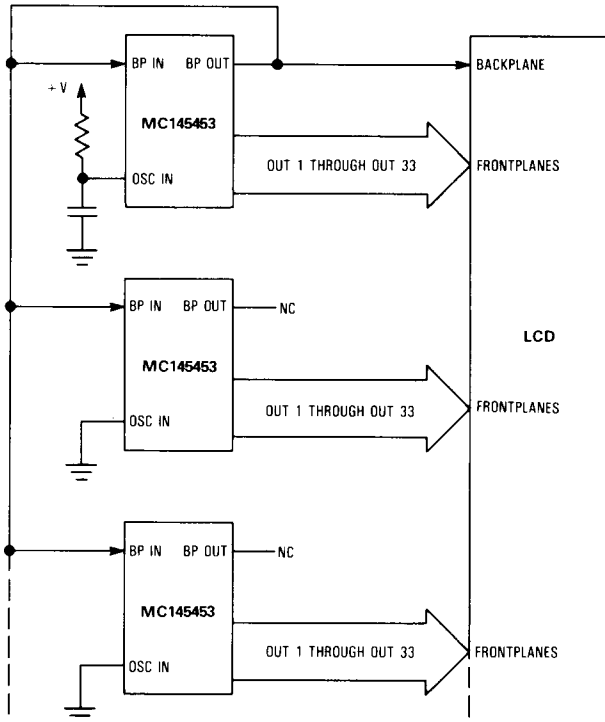 BP IN BP OUT
BACKPLANE
+V
MC145453
OUT 1 THROUGH OUT 33
FRONTPLANES
OSC IN
BP IN BP OUT
NC
LCD
MC145453
OUT 1 THROUGH OUT 33
FRONTPLANES
OSC IN
BP IN BP OUT
NC
MC145453
OUT 1 THROUGH OUT 33
FRONTPLANES
OSC IN